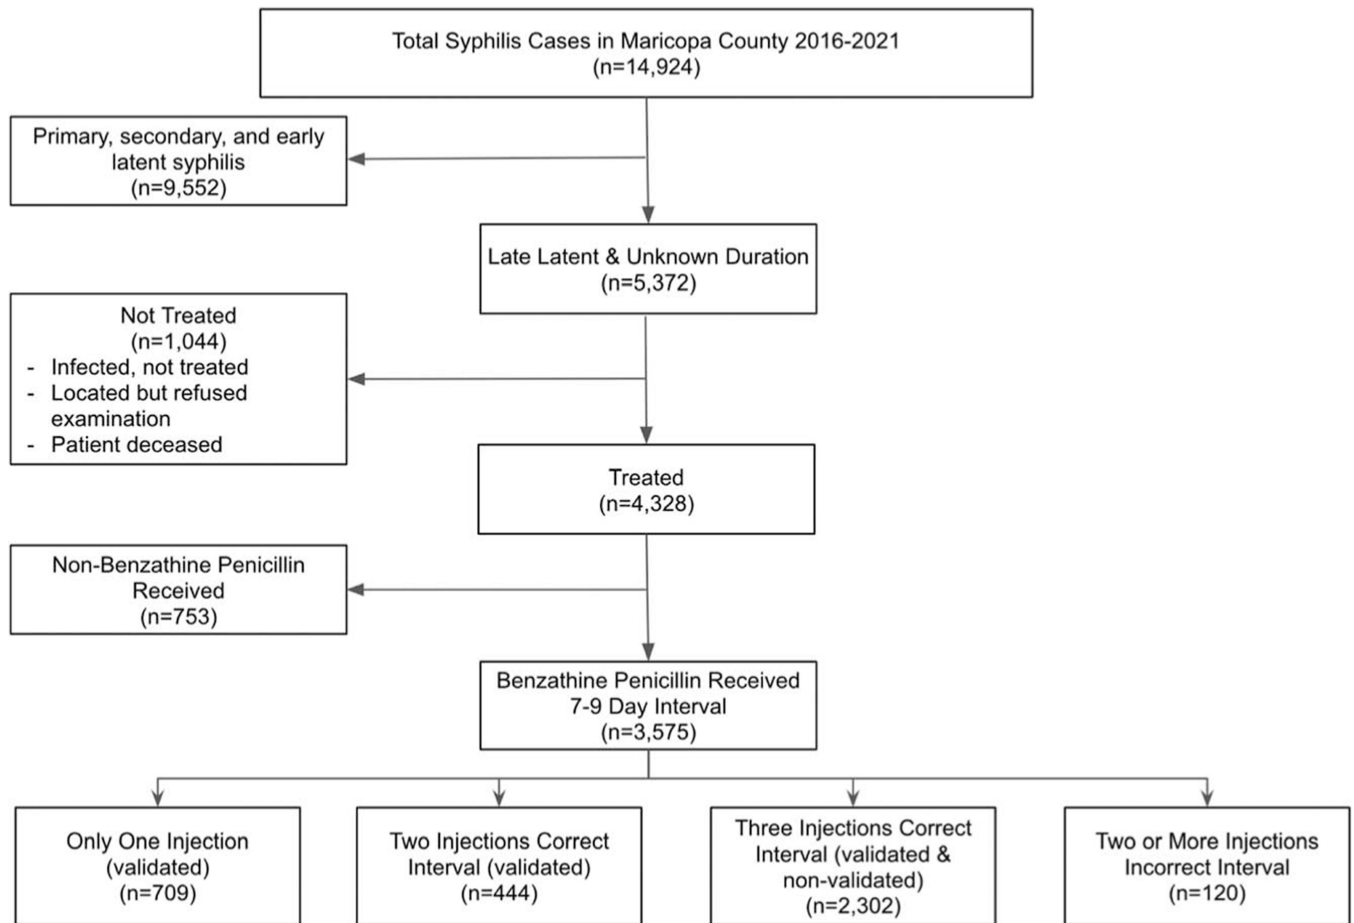 Total Syphilis Cases in Maricopa County 2016-2021
(n=14,924)
Primary, secondary, and early
latent syphilis
(n=9,552)
Late Latent & Unknown Duration
(n=5,372)
Not Treated
(n=1,044)
- Infected, not treated
- Located but refused
examination
- Patient deceased
Treated
(n=4,328)
Non-Benzathine Penicillin
Received
(n=753)
Benzathine Penicillin Received
7-9 Day Interval
(n=3,575)
Only One Injection
(validated)
(n=709)
Two Injections Correct
Interval (validated)
(n=444)
Three Injections Correct
Interval (validated &
non-validated)
(n=2,302)
Two or More Injections
Incorrect Interval
(n=120)